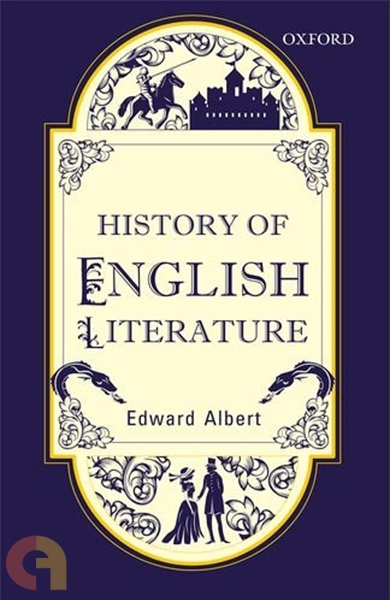 OXFORD
HISTORY OF
ENGLISH
LITERATURE
Edward Albert